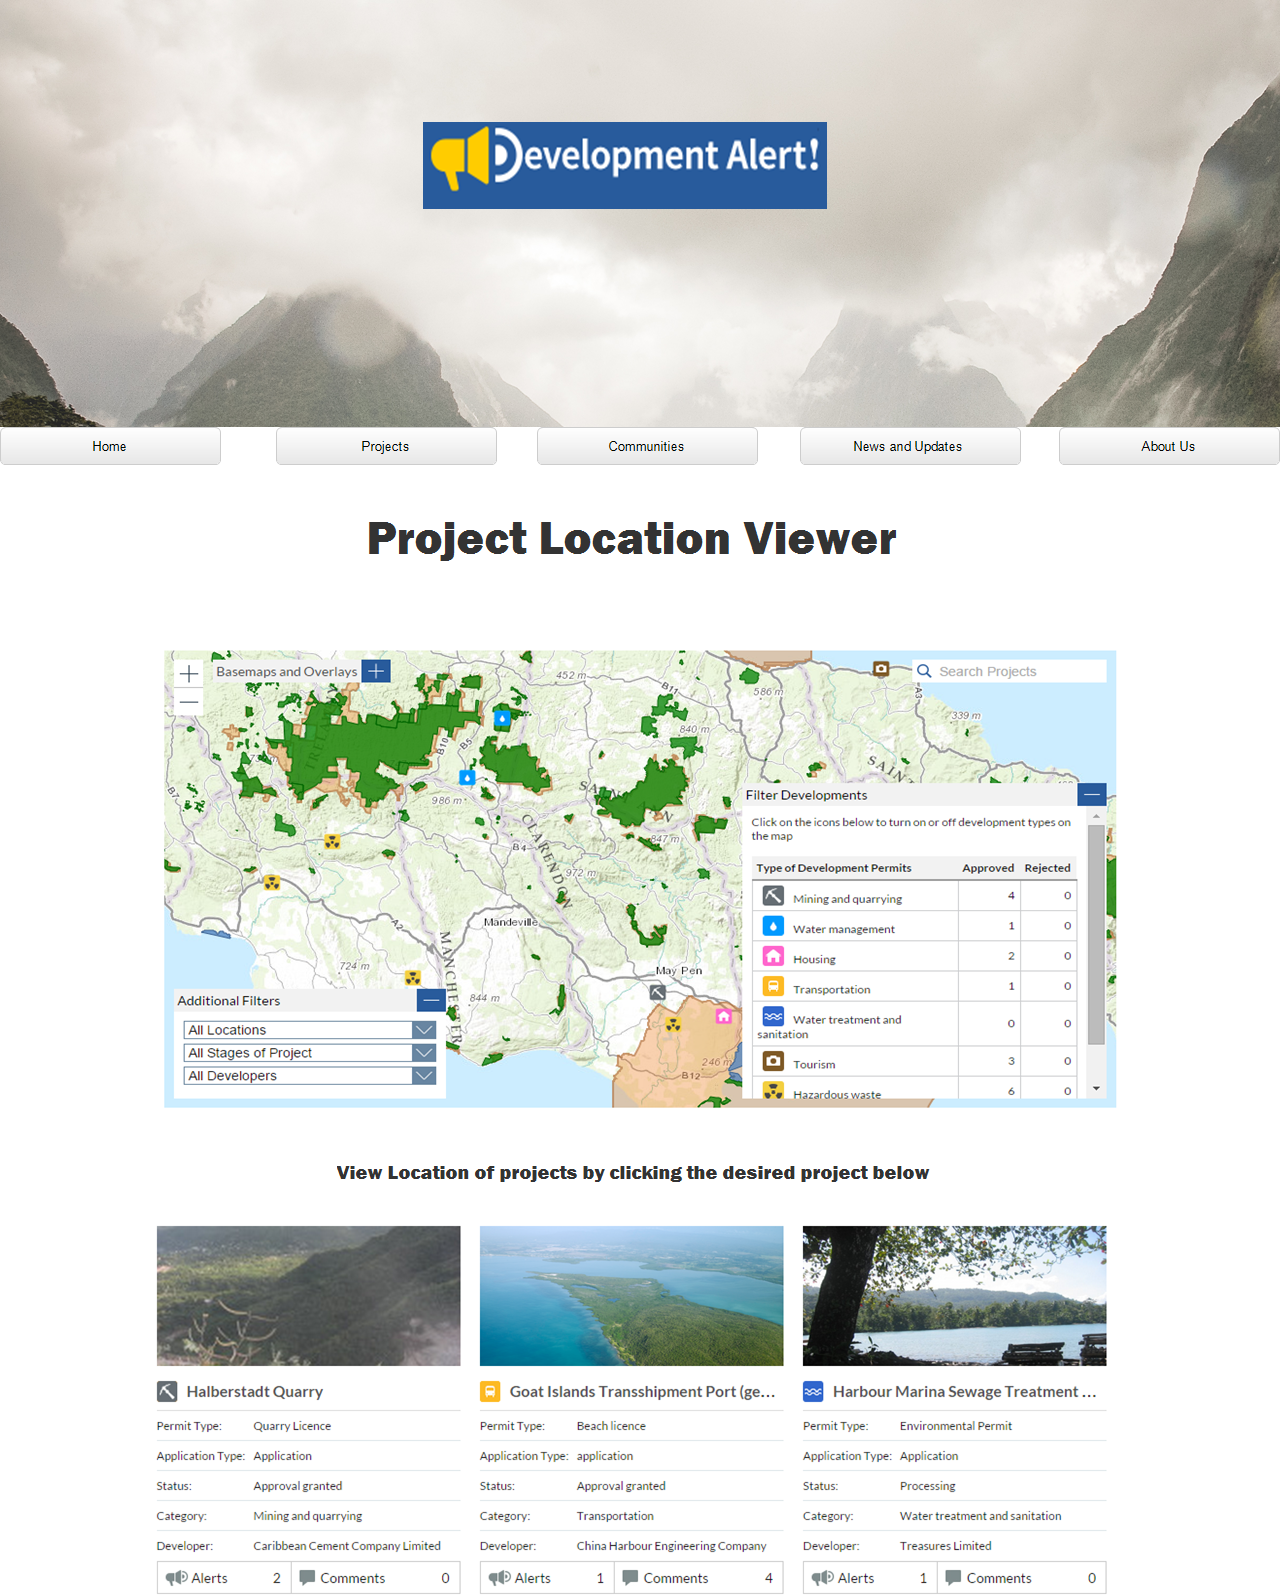 Development Alert!
Home
Projects
Communities
News and Updates
About Us
Project Location Viewer
Basemaps and Overlays
Search Projects
452 m
B11
586 m
A3
339 m
840 m
B10
B5
B7
986 m
SAINT
847 m
B4
CLARENDON
972 m
A2
Mandeville
MANCHESTER
724 m
May Pen
844 m
246 m
B12
Filter Developments
Click on the icons below to turn on or off development types on
the map
Type of Development Permits Approved Rejected
Mining and quarrying 4 0
Water management 1 0
Housing 2 0
Transportation 1 0
Water treatment and
sanitation 0 0
Tourism 3 0
Hazardous waste 6 0
Additional Filters
All Locations
All Stages of Project
All Developers
View Location of projects by clicking the desired project below
Halberstadt Quarry
Permit Type: Quarry Licence
Application Type: Application
Status: Approval granted
Category: Mining and quarrying
Developer: Caribbean Cement Company Limited
Alerts 2 Comments 0
Goat Islands Transshipment Port (ge...
Permit Type: Beach licence
Application Type: application
Status: Approval granted
Category: Transportation
Developer: China Harbour Engineering Company
Alerts 1 Comments 4
Harbour Marina Sewage Treatment ...
Permit Type: Environmental Permit
Application Type: Application
Status: Processing
Category: Water treatment and sanitation
Developer: Treasures Limited
Alerts 1 Comments 0